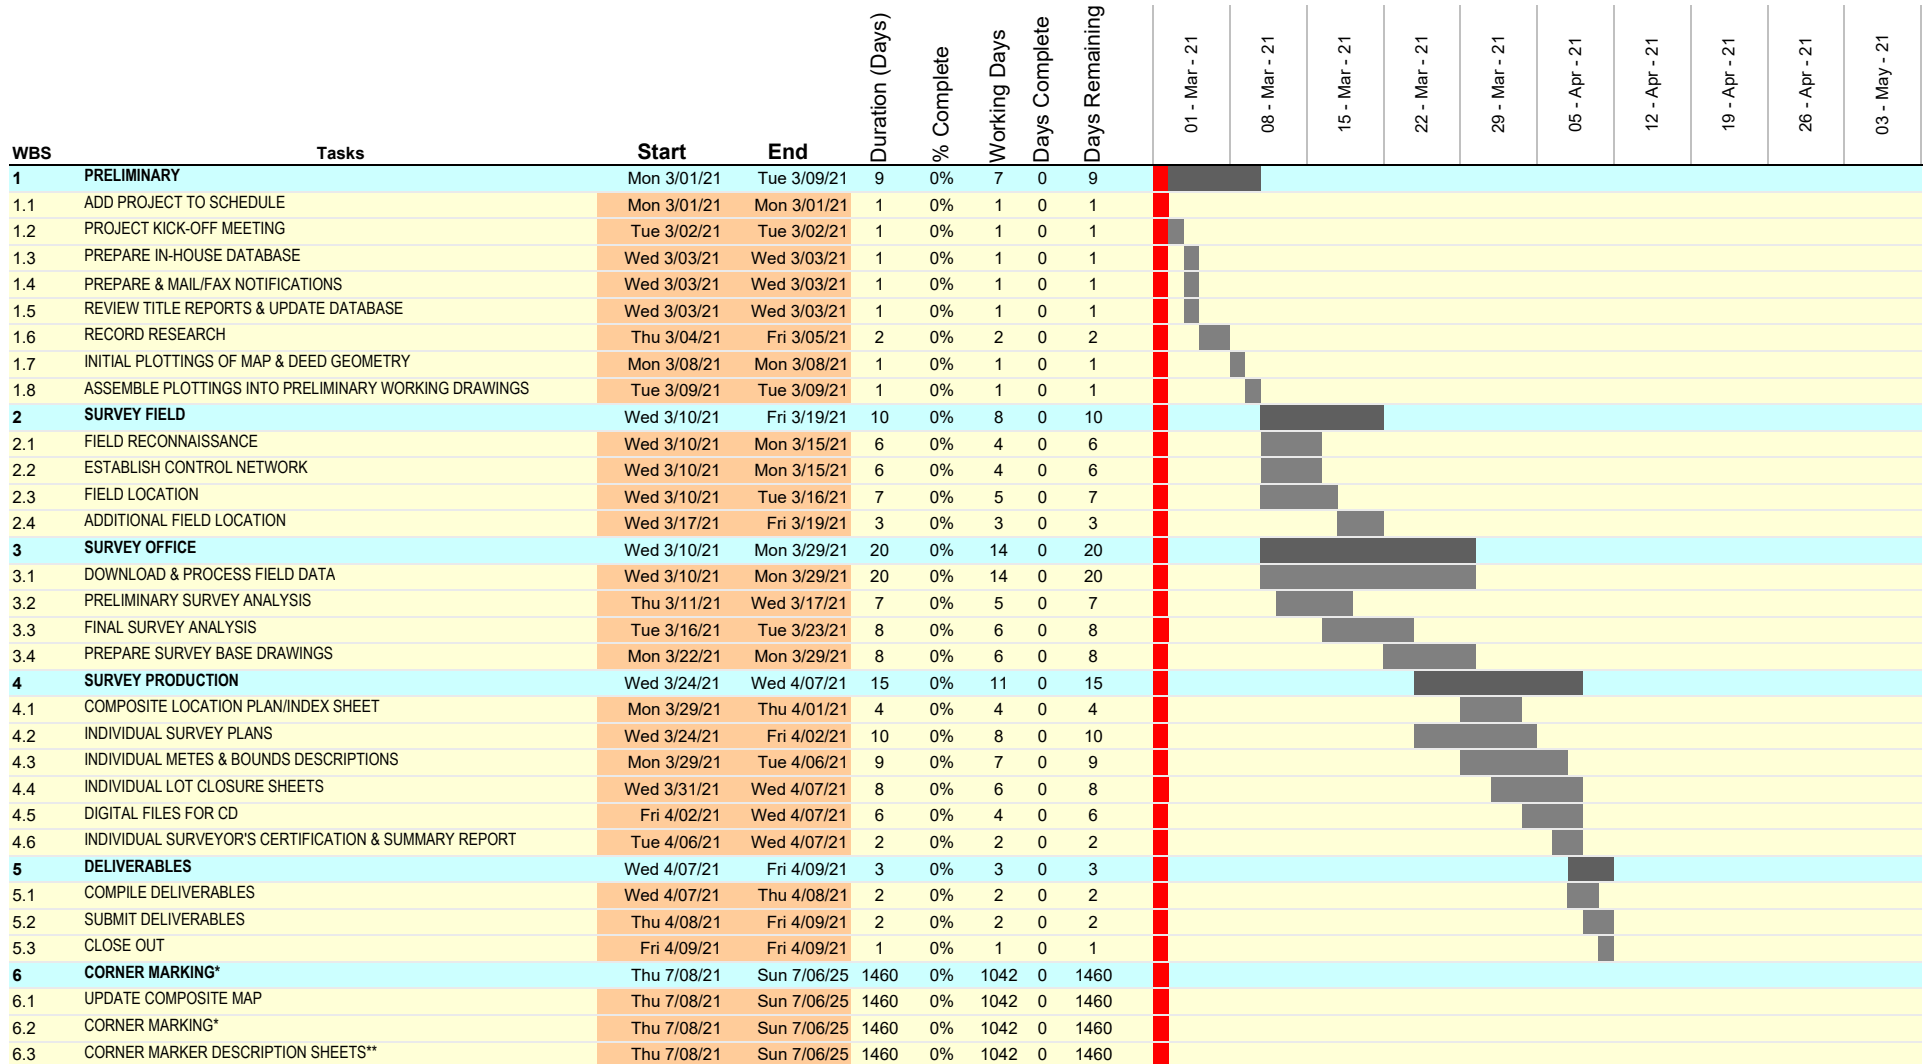 Duration (Days)
% Complete
Working Days
Days Complete
Days Remaining
01 - Mar - 21
08 - Mar - 21
15 - Mar - 21
22 - Mar - 21
29 - Mar - 21
05 - Apr - 21
12 - Apr - 21
19 - Apr - 21
26 - Apr - 21
03 - May - 21
WBS Tasks Start End
1 PRELIMINARY Mon 3/01/21 Tue 3/09/21 9 0% 7 0 9
1.1 ADD PROJECT TO SCHEDULE Mon 3/01/21 Mon 3/01/21 1 0% 1 0 1
1.2 PROJECT KICK-OFF MEETING Tue 3/02/21 Tue 3/02/21 1 0% 1 0 1
1.3 PREPARE IN-HOUSE DATABASE Wed 3/03/21 Wed 3/03/21 1 0% 1 0 1
1.4 PREPARE & MAIL/FAX NOTIFICATIONS Wed 3/03/21 Wed 3/03/21 1 0% 1 0 1
1.5 REVIEW TITLE REPORTS & UPDATE DATABASE Wed 3/03/21 Wed 3/03/21 1 0% 1 0 1
1.6 RECORD RESEARCH Thu 3/04/21 Fri 3/05/21 2 0% 2 0 2
1.7 INITIAL PLOTTINGS OF MAP & DEED GEOMETRY Mon 3/08/21 Mon 3/08/21 1 0% 1 0 1
1.8 ASSEMBLE PLOTTINGS INTO PRELIMINARY WORKING DRAWINGS Tue 3/09/21 Tue 3/09/21 1 0% 1 0 1
2 SURVEY FIELD Wed 3/10/21 Fri 3/19/21 10 0% 8 0 10
2.1 FIELD RECONNAISSANCE Wed 3/10/21 Mon 3/15/21 6 0% 4 0 6
2.2 ESTABLISH CONTROL NETWORK Wed 3/10/21 Mon 3/15/21 6 0% 4 0 6
2.3 FIELD LOCATION Wed 3/10/21 Tue 3/16/21 7 0% 5 0 7
2.4 ADDITIONAL FIELD LOCATION Wed 3/17/21 Fri 3/19/21 3 0% 3 0 3
3 SURVEY OFFICE Wed 3/10/21 Mon 3/29/21 20 0% 14 0 20
3.1 DOWNLOAD & PROCESS FIELD DATA Wed 3/10/21 Mon 3/29/21 20 0% 14 0 20
3.2 PRELIMINARY SURVEY ANALYSIS Thu 3/11/21 Wed 3/17/21 7 0% 5 0 7
3.3 FINAL SURVEY ANALYSIS Tue 3/16/21 Tue 3/23/21 8 0% 6 0 8
3.4 PREPARE SURVEY BASE DRAWINGS Mon 3/22/21 Mon 3/29/21 8 0% 6 0 8
4 SURVEY PRODUCTION Wed 3/24/21 Wed 4/07/21 15 0% 11 0 15
4.1 COMPOSITE LOCATION PLAN/INDEX SHEET Mon 3/29/21 Thu 4/01/21 4 0% 4 0 4
4.2 INDIVIDUAL SURVEY PLANS Wed 3/24/21 Fri 4/02/21 10 0% 8 0 10
4.3 INDIVIDUAL METES & BOUNDS DESCRIPTIONS Mon 3/29/21 Tue 4/06/21 9 0% 7 0 9
4.4 INDIVIDUAL LOT CLOSURE SHEETS Wed 3/31/21 Wed 4/07/21 8 0% 6 0 8
4.5 DIGITAL FILES FOR CD Fri 4/02/21 Wed 4/07/21 6 0% 4 0 6
4.6 INDIVIDUAL SURVEYOR'S CERTIFICATION & SUMMARY REPORT Tue 4/06/21 Wed 4/07/21 2 0% 2 0 2
5 DELIVERABLES Wed 4/07/21 Fri 4/09/21 3 0% 3 0 3
5.1 COMPILE DELIVERABLES Wed 4/07/21 Thu 4/08/21 2 0% 2 0 2
5.2 SUBMIT DELIVERABLES Thu 4/08/21 Fri 4/09/21 2 0% 2 0 2
5.3 CLOSE OUT Fri 4/09/21 Fri 4/09/21 1 0% 1 0 1
6 CORNER MARKING* Thu 7/08/21 Sun 7/06/25 1460 0% 1042 0 1460
6.1 UPDATE COMPOSITE MAP Thu 7/08/21 Sun 7/06/25 1460 0% 1042 0 1460
6.2 CORNER MARKING* Thu 7/08/21 Sun 7/06/25 1460 0% 1042 0 1460
6.3 CORNER MARKER DESCRIPTION SHEETS** Thu 7/08/21 Sun 7/06/25 1460 0% 1042 0 1460